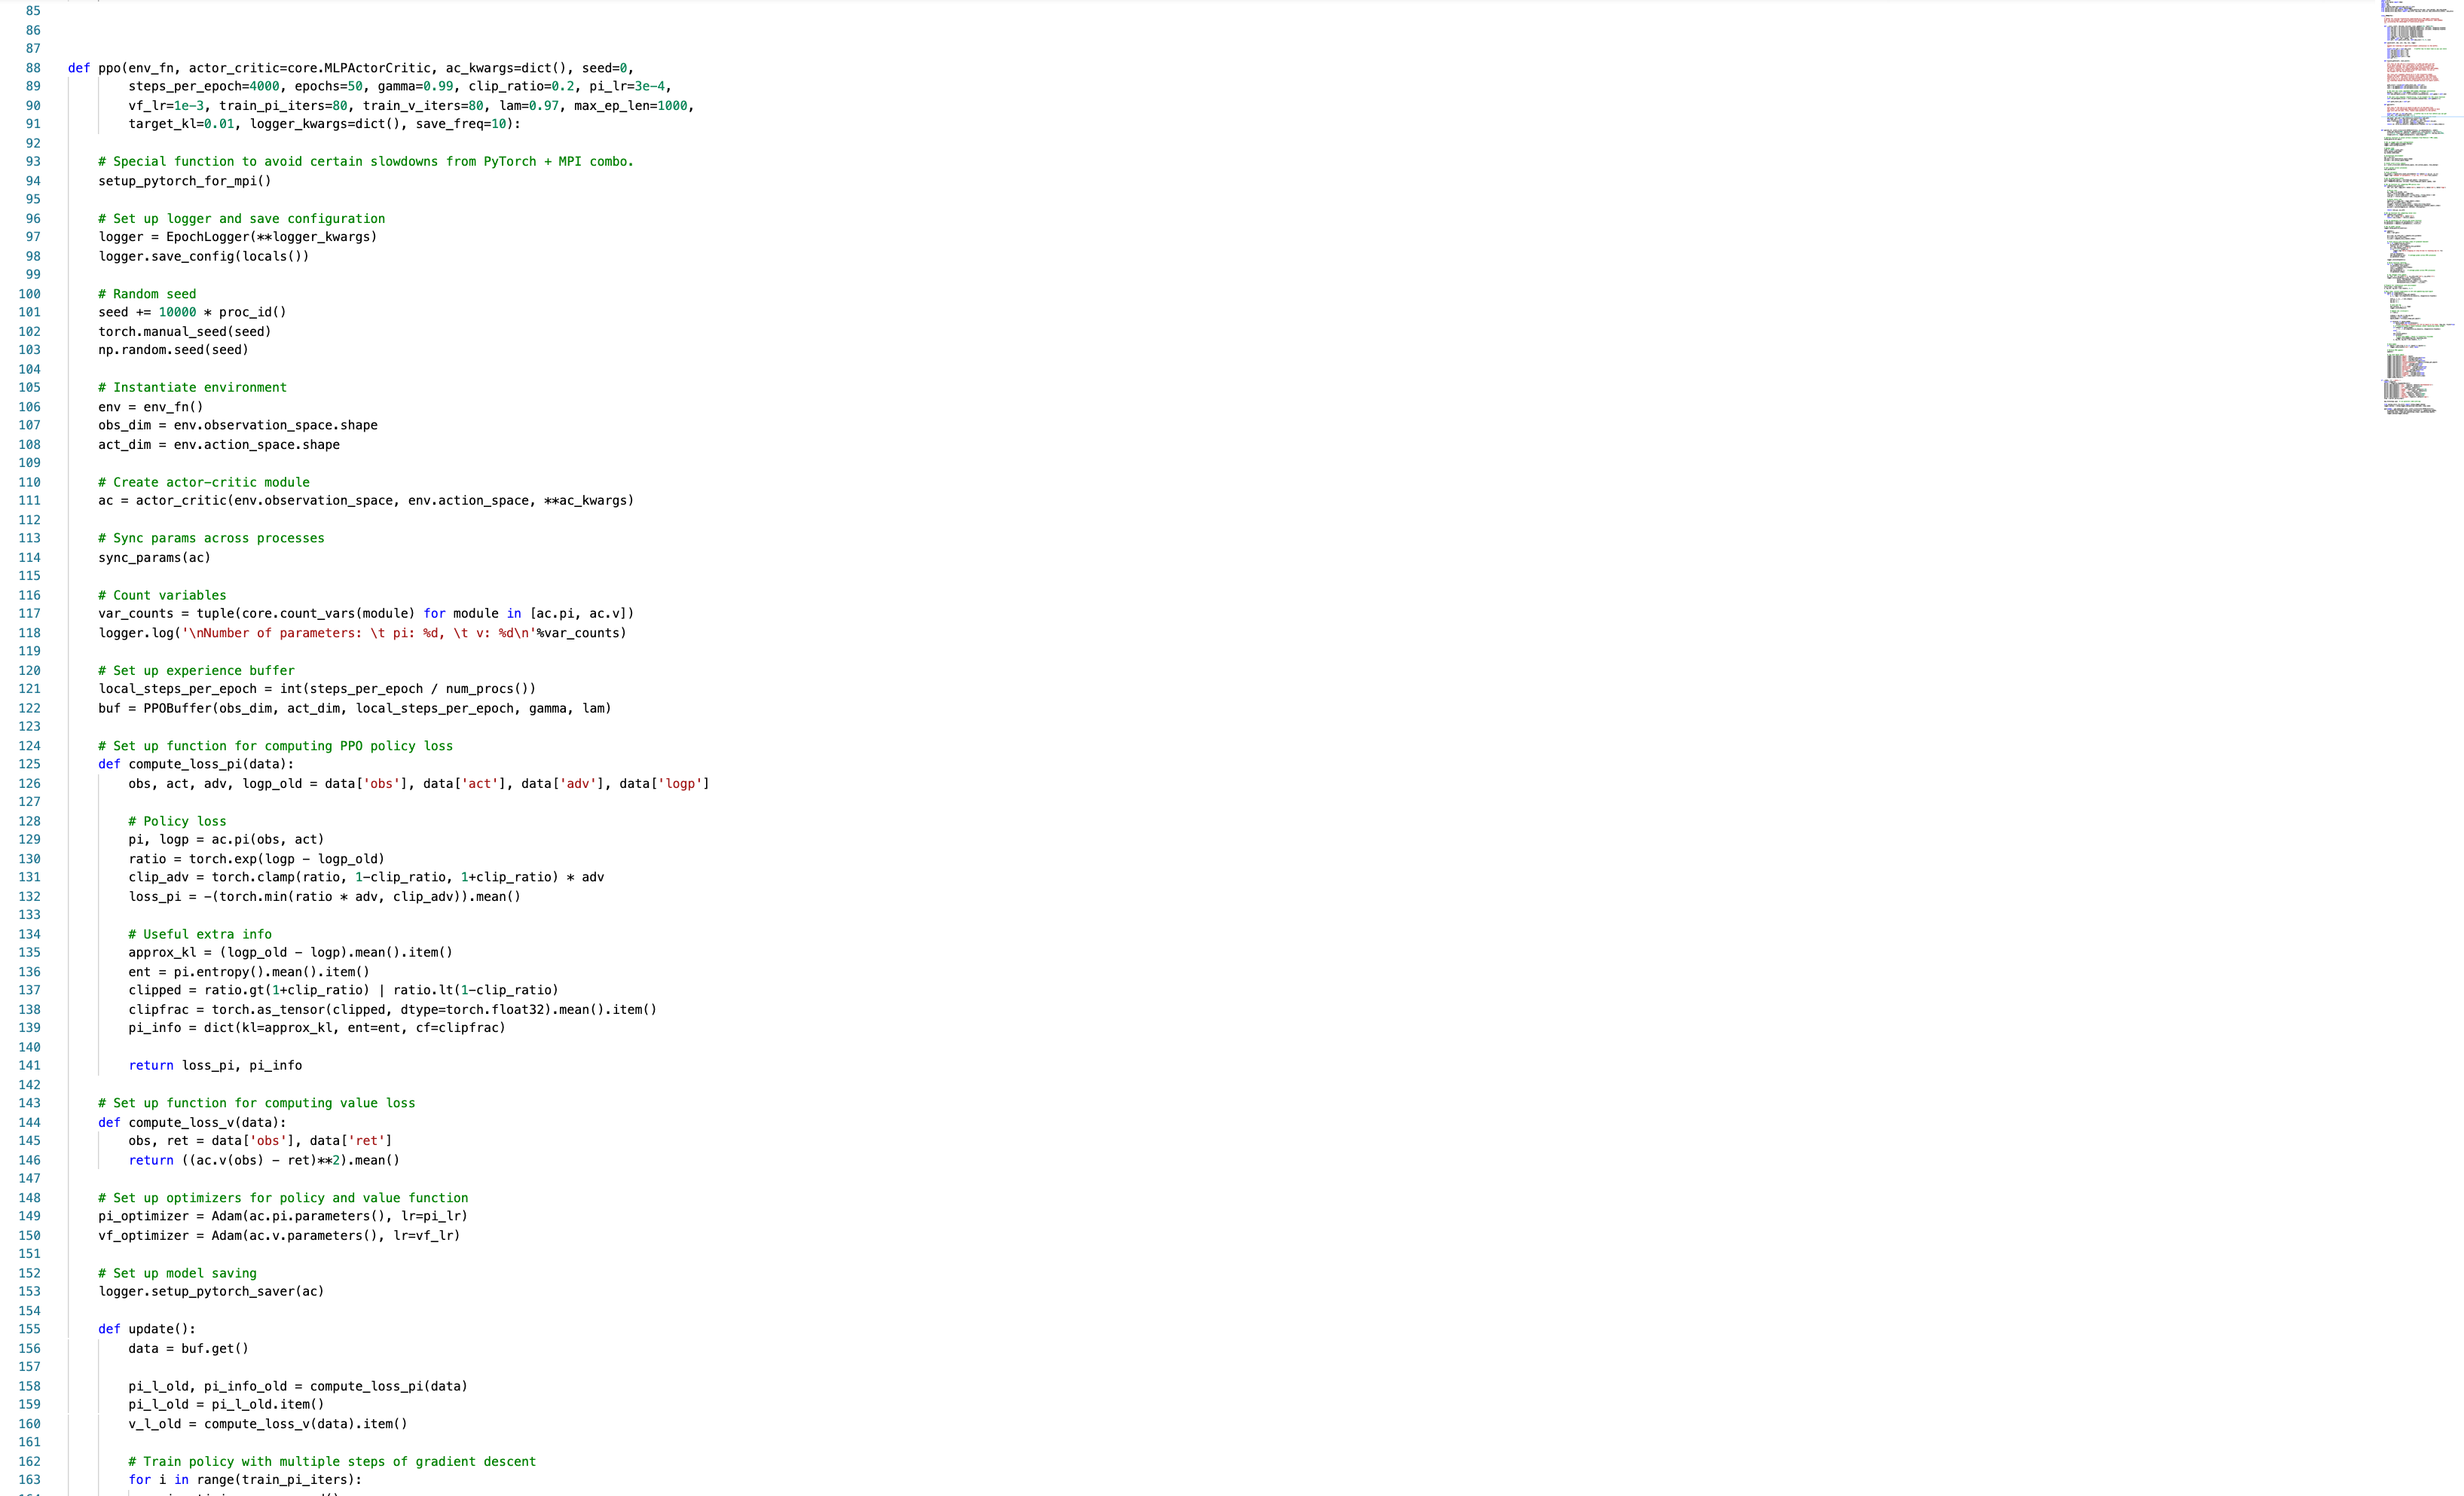 85
86
87
88 def ppo(env_fn, actor_critic=core.MLPActorCritic, ac_kwargs=dict(), seed=0,
89         steps_per_epoch=4000, epochs=50, gamma=0.99, clip_ratio=0.2, pi_lr=3e-4,
90         vf_lr=1e-3, train_pi_iters=80, train_v_iters=80, lam=0.97, max_ep_len=1000,
91         target_kl=0.01, logger_kwargs=dict(), save_freq=10):
92
93     # Special function to avoid certain slowdowns from PyTorch + MPI combo.
94     setup_pytorch_for_mpi()
95
96     # Set up logger and save configuration
97     logger = EpochLogger(**logger_kwargs)
98     logger.save_config(locals())
99
100     # Random seed
101     seed += 10000 * proc_id()
102     torch.manual_seed(seed)
103     np.random.seed(seed)
104
105     # Instantiate environment
106     env = env_fn()
107     obs_dim = env.observation_space.shape
108     act_dim = env.action_space.shape
109
110     # Create actor-critic module
111     ac = actor_critic(env.observation_space, env.action_space, **ac_kwargs)
112
113     # Sync params across processes
114     sync_params(ac)
115
116     # Count variables
117     var_counts = tuple(core.count_vars(module) for module in [ac.pi, ac.v])
118     logger.log('\nNumber of parameters: \t pi: %d, \t v: %d\n'%var_counts)
119
120     # Set up experience buffer
121     local_steps_per_epoch = int(steps_per_epoch / num_procs())
122     buf = PPOBuffer(obs_dim, act_dim, local_steps_per_epoch, gamma, lam)
123
124     # Set up function for computing PPO policy loss
125     def compute_loss_pi(data):
126         obs, act, adv, logp_old = data['obs'], data['act'], data['adv'], data['logp']
127
128         # Policy loss
129         pi, logp = ac.pi(obs, act)
130         ratio = torch.exp(logp - logp_old)
131         clip_adv = torch.clamp(ratio, 1-clip_ratio, 1+clip_ratio) * adv
132         loss_pi = -(torch.min(ratio * adv, clip_adv)).mean()
133
134         # Useful extra info
135         approx_kl = (logp_old - logp).mean().item()
136         ent = pi.entropy().mean().item()
137         clipped = ratio.gt(1+clip_ratio) | ratio.lt(1-clip_ratio)
138         clipfrac = torch.as_tensor(clipped, dtype=torch.float32).mean().item()
139         pi_info = dict(kl=approx_kl, ent=ent, cf=clipfrac)
140
141         return loss_pi, pi_info
142
143     # Set up function for computing value loss
144     def compute_loss_v(data):
145         obs, ret = data['obs'], data['ret']
146         return ((ac.v(obs) - ret)**2).mean()
147
148     # Set up optimizers for policy and value function
149     pi_optimizer = Adam(ac.pi.parameters(), lr=pi_lr)
150     vf_optimizer = Adam(ac.v.parameters(), lr=vf_lr)
151
152     # Set up model saving
153     logger.setup_pytorch_saver(ac)
154
155     def update():
156         data = buf.get()
157
158         pi_l_old, pi_info_old = compute_loss_pi(data)
159         pi_l_old = pi_l_old.item()
160         v_l_old = compute_loss_v(data).item()
161
162         # Train policy with multiple steps of gradient descent
163         for i in range(train_pi_iters):